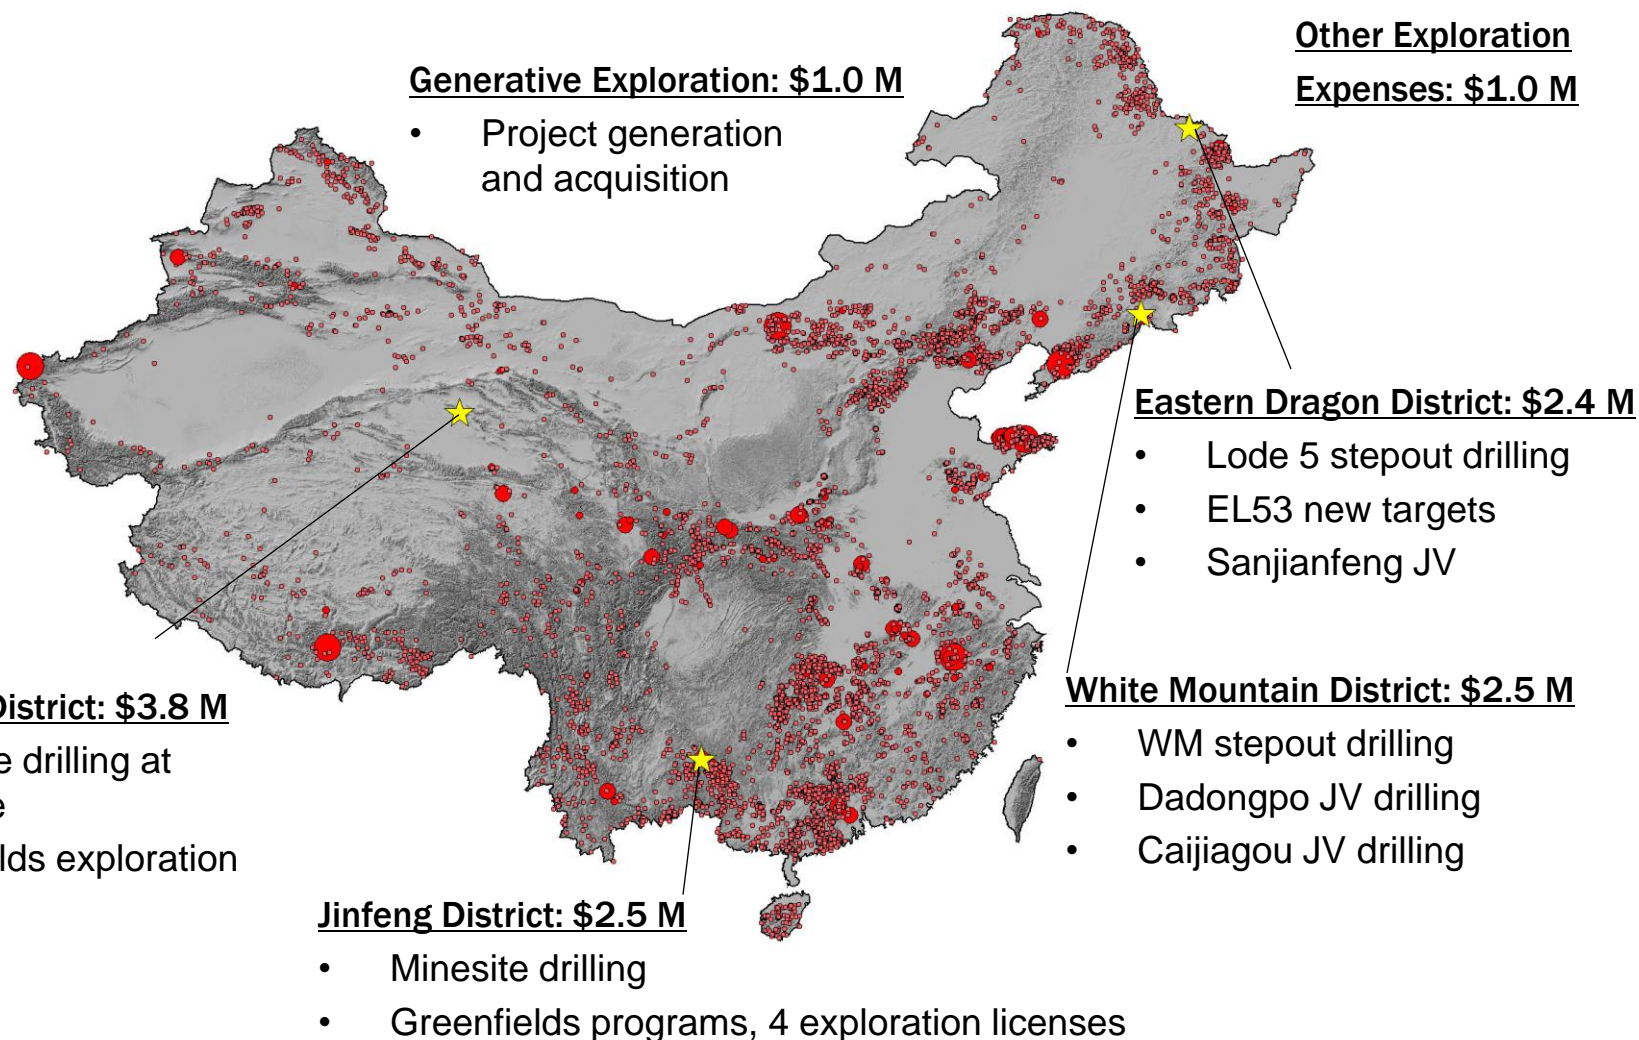 Other Exploration
Expenses: $1.0 M
Generative Exploration: $1.0 M
• Project generation
and acquisition
Eastern Dragon District: $2.4 M
• Lode 5 stepout drilling
• EL53 new targets
• Sanjianfeng JV
White Mountain District: $2.5 M
• WM stepout drilling
• Dadongpo JV drilling
• Caijiagou JV drilling
District: $3.8 M
e drilling at
e
lds exploration
Jinfeng District: $2.5 M
• Minesite drilling
• Greenfields programs, 4 exploration licenses